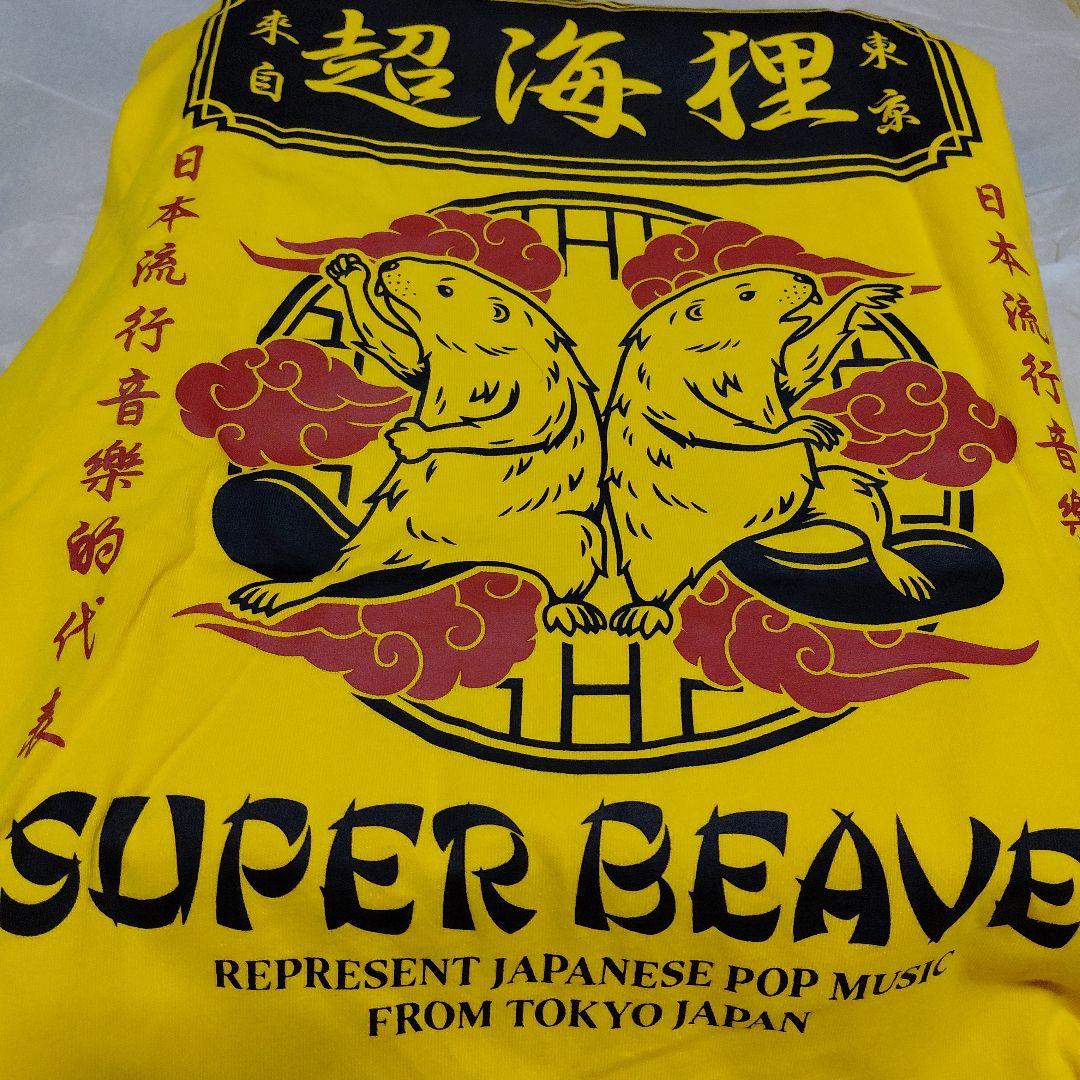 來自
超海狸
東京
日本流行音樂的代表
日本流行音樂
SUPER BEAVE
REPRESENT JAPANESE POP MUSIC
FROM TOKYO JAPAN